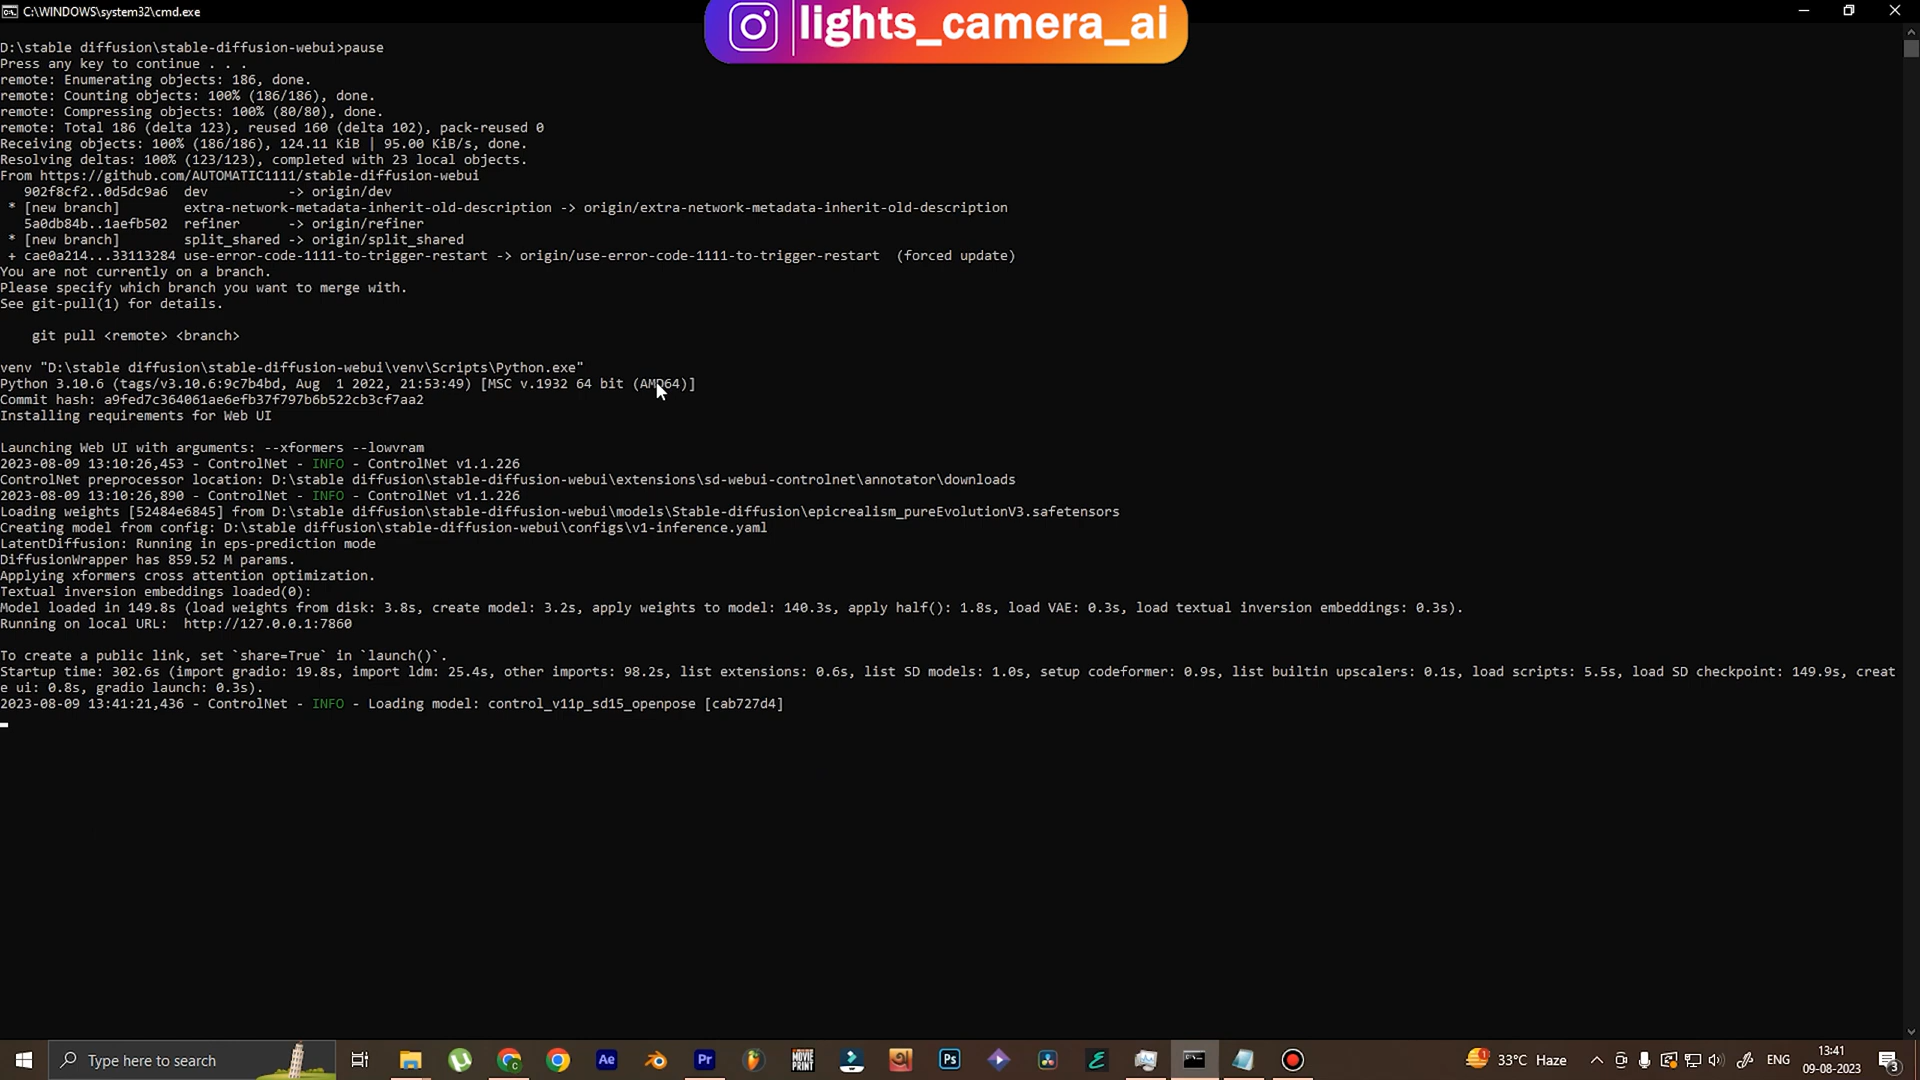 C:\WINDOWS\system32\cmd.exe
lights_camera_ai
D:\stable diffusion\stable-diffusion-webui>pause
Press any key to continue . . .
remote: Enumerating objects: 186, done.
remote: Counting objects: 100% (186/186), done.
remote: Compressing objects: 100% (80/80), done.
remote: Total 186 (delta 123), reused 160 (delta 102), pack-reused 0
Receiving objects: 100% (186/186), 124.11 KiB | 95.00 KiB/s, done.
Resolving deltas: 100% (123/123), completed with 23 local objects.
From https://github.com/AUTOMATIC1111/stable-diffusion-webui
   902f8cf2..0d5dc9a6  dev            -> origin/dev
 * [new branch]        extra-network-metadata-inherit-old-description -> origin/extra-network-metadata-inherit-old-description
   5a0db84b..1aefb502  refiner        -> origin/refiner
 * [new branch]        split_shared -> origin/split_shared
 + cae0a214...33113284 use-error-code-1111-to-trigger-restart -> origin/use-error-code-1111-to-trigger-restart  (forced update)
You are not currently on a branch.
Please specify which branch you want to merge with.
See git-pull(1) for details.
    git pull <remote> <branch>
venv "D:\stable diffusion\stable-diffusion-webui\venv\Scripts\Python.exe"
Python 3.10.6 (tags/v3.10.6:9c7b4bd, Aug  1 2022, 21:53:49) [MSC v.1932 64 bit (AMD64)]
Commit hash: a9fed7c364061ae6efb37f797b6b522cb3cf7aa2
Installing requirements for Web UI
Launching Web UI with arguments: --xformers --lowvram
2023-08-09 13:10:26,453 - ControlNet - INFO - ControlNet v1.1.226
ControlNet preprocessor location: D:\stable diffusion\stable-diffusion-webui\extensions\sd-webui-controlnet\annotator\downloads
2023-08-09 13:10:26,890 - ControlNet - INFO - ControlNet v1.1.226
Loading weights [52484e6845] from D:\stable diffusion\stable-diffusion-webui\models\Stable-diffusion\epicrealism_pureEvolutionV3.safetensors
Creating model from config: D:\stable diffusion\stable-diffusion-webui\configs\v1-inference.yaml
LatentDiffusion: Running in eps-prediction mode
DiffusionWrapper has 859.52 M params.
Applying xformers cross attention optimization.
Textual inversion embeddings loaded(0):
Model loaded in 149.8s (load weights from disk: 3.8s, create model: 3.2s, apply weights to model: 140.3s, apply half(): 1.8s, load VAE: 0.3s, load textual inversion embeddings: 0.3s).
Running on local URL:  http://127.0.0.1:7860
To create a public link, set `share=True` in `launch()`.
Startup time: 302.6s (import gradio: 19.8s, import ldm: 25.4s, other imports: 98.2s, list extensions: 0.6s, list SD models: 1.0s, setup codeformer: 0.9s, list builtin upscalers: 0.1s, load scripts: 5.5s, load SD checkpoint: 149.9s, creat
e ui: 0.8s, gradio launch: 0.3s).
2023-08-09 13:41:21,436 - ControlNet - INFO - Loading model: control_v11p_sd15_openpose [cab727d4]
Type here to search
Ae
Pr
MOVIE PRINT
Ps
33°C Haze
ENG
13:41
09-08-2023
3